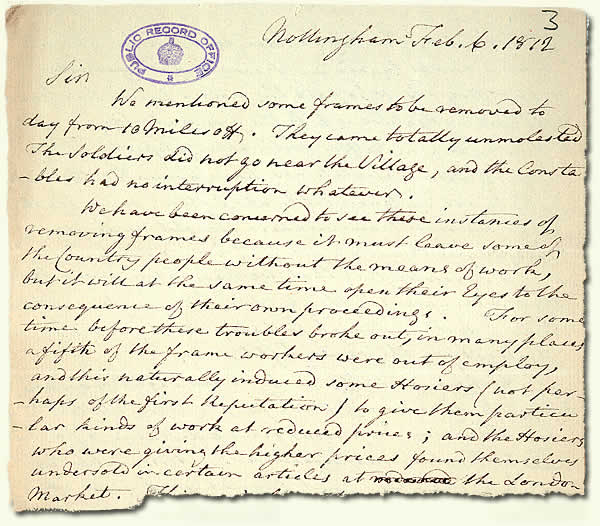 3
PUBLIC RECORD OFFICE
Nottingham Feb. 6. 1812
Sir
We mentioned some frames to be removed to
day from 10 Miles off. They came totally unmolested
The Soldiers did not go near the Village, and the Consta
-bles had no interruption whatever.
We have been concerned to see these instances of
removing frames because it must leave some of
the Country people without the means of work,
but it will at the same time open their Eyes to the
consequence of their own proceedings. For some
time before these troubles broke out, in many places
a fifth of the frame workers were out of employ,
and this naturally induced some Hosiers (not per-
-haps of the first Reputation) to give them particu
-lar kinds of work at reduced prices; and the Hosiers
who were giving the higher prices found themselves
undersold in certain articles at the London
Market.